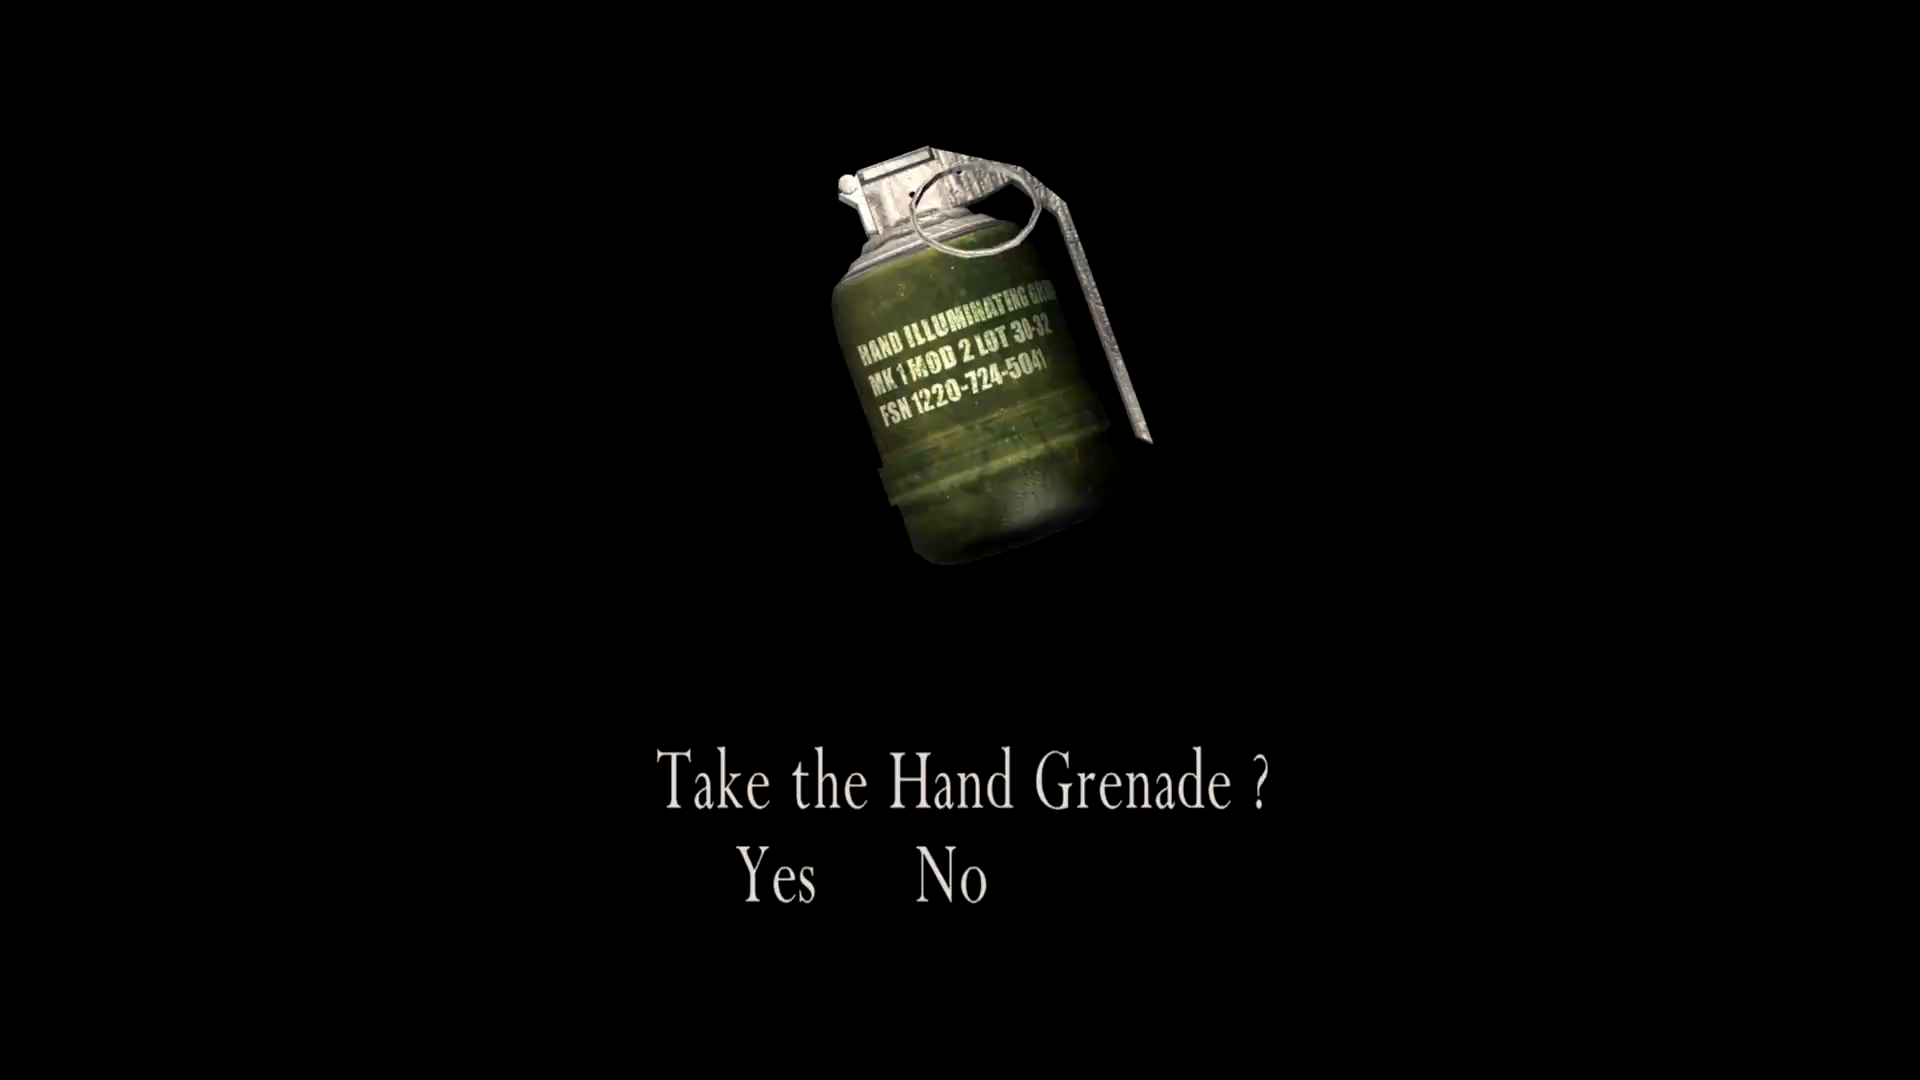 HAND ILLUMINATING
MK 1 MOD 2 LOT 30-32
FSN 1220-724-5041
Take the Hand Grenade ?
Yes No